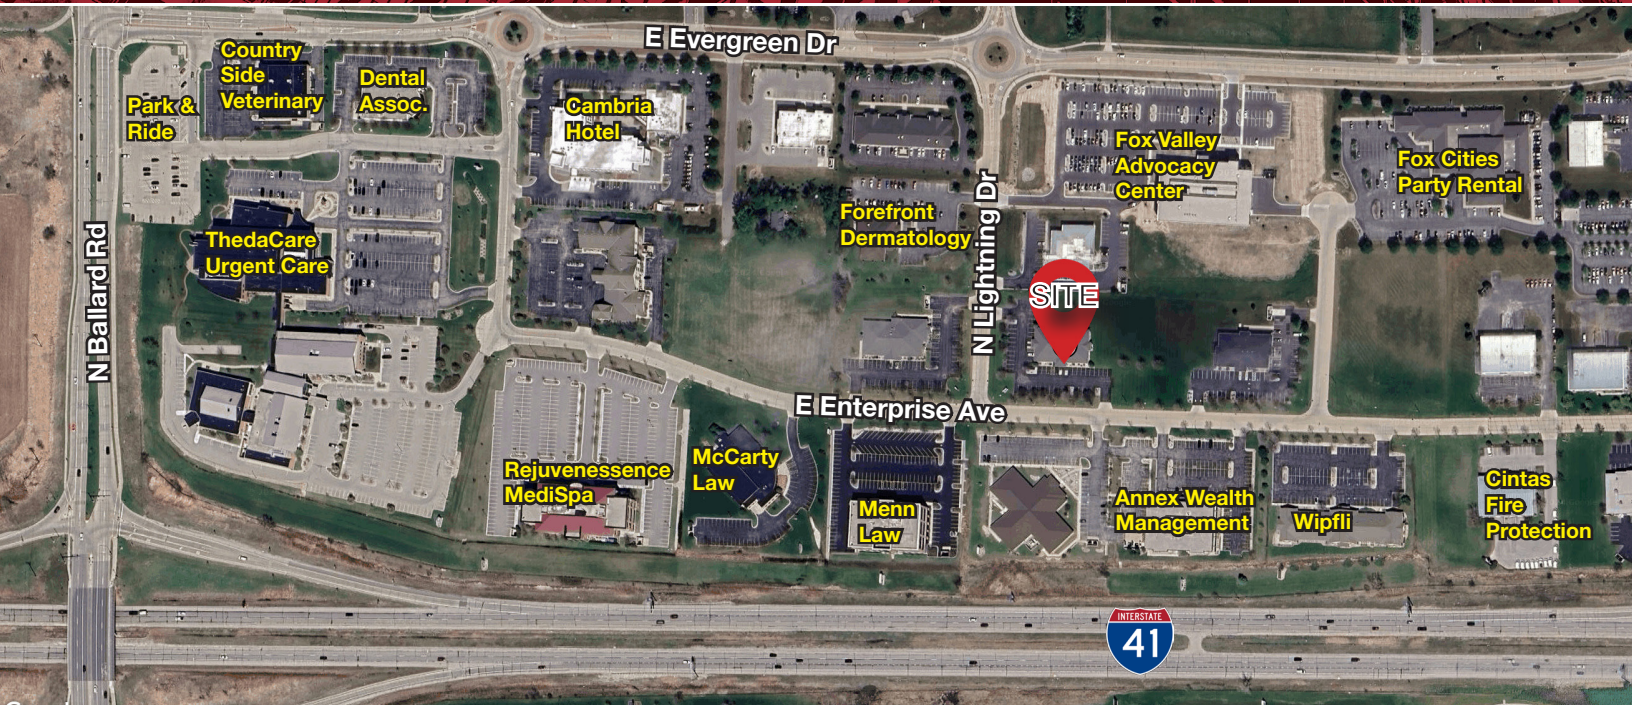 E Evergreen Dr
Country
Side
Veterinary
Dental
Assoc.
Park &
Ride
Cambria
Hotel
Fox Valley
Advocacy
Center
Fox Cities
Party Rental
Forefront
Dermatology
ThedaCare
Urgent Care
N Ballard Rd
N Lightning Dr
SITE
E Enterprise Ave
Rejuvenessence
MediSpa
McCarty
Law
Menn
Law
Annex Wealth
Management
Wipfli
Cintas
Fire
Protection
INTERSTATE
41